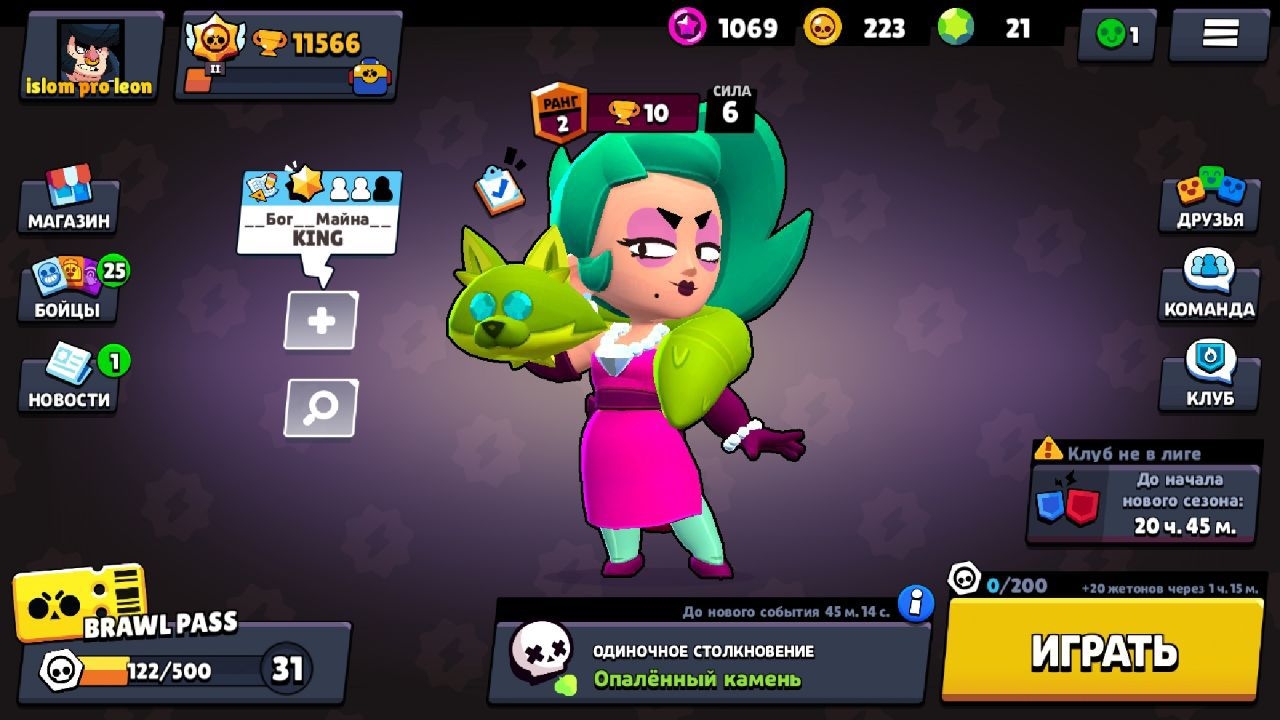 islom pro leon
II
11566
1069
223
21
1
РАНГ
2
10
СИЛА
6
МАГАЗИН
БОЙЦЫ
25
НОВОСТИ
1
__Бог__Майна__
KING
ДРУЗЬЯ
КОМАНДА
КЛУБ
Клуб не в лиге
До начала
нового сезона:
20 ч. 45 м.
BRAWL PASS
122/500
31
До нового события 45 м. 14 с.
ОДИНОЧНОЕ СТОЛКНОВЕНИЕ
Опалённый камень
0/200
+20 жетонов через 1 ч. 15 м.
ИГРАТЬ